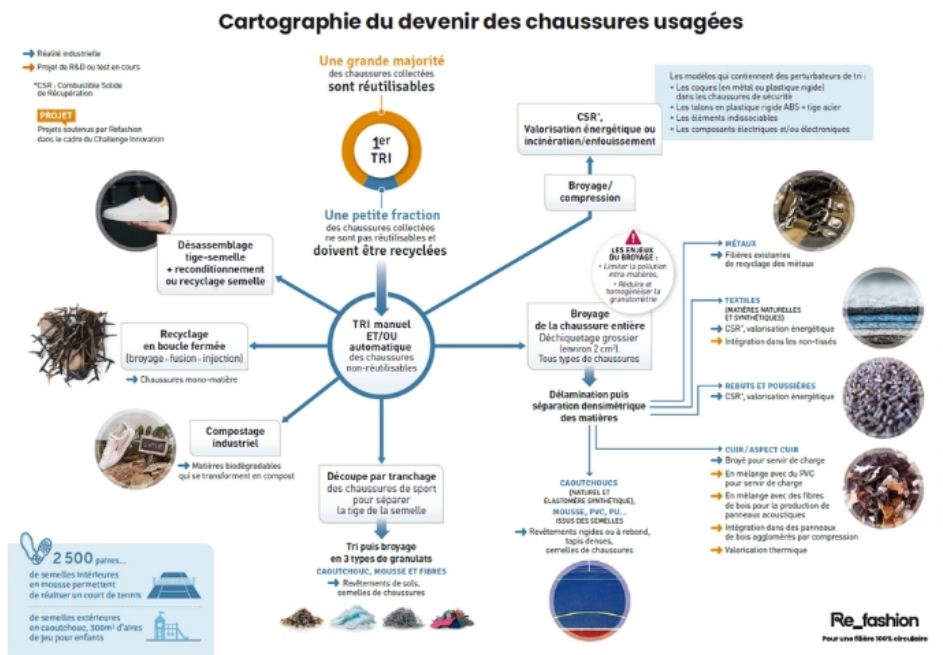 Cartographie du devenir des chaussures usagées
Réalité industrielle
Projet de R&D ou test en cours
*CSR : Combustible Solide
de Récupération
PROJET
Projets soutenus par Refashion
dans le cadre du Challenge Innovation
Une grande majorité
des chaussures collectées
sont réutilisables
1er
TRI
Une petite fraction
des chaussures collectées
ne sont pas réutilisables et
doivent être recyclées
TRI manuel
ET/OU
automatique
des chaussures
non-réutilisables
CSR*,
Valorisation énergétique ou
incinération/enfouissement
Broyage/
compression
Les modèles qui contiennent des perturbateurs de tri :
• Les coques (en métal ou plastique rigide)
dans les chaussures de sécurité
• Les talons en plastique rigide ABS + tige acier
• Les éléments indissociables
• Les composants électriques et/ou électroniques
Désassemblage
tige-semelle
+ reconditionnement
ou recyclage semelle
Recyclage
en boucle fermée
(broyage - fusion - injection)
Chaussures mono-matière
Compostage
industriel
Matières biodégradables
qui se transforment en compost
Découpe par tranchage
des chaussures de sport
pour séparer
la tige de la semelle
Tri puis broyage
en 3 types de granulats
CAOUTCHOUC, MOUSSE ET FIBRES
Revêtements de sols,
semelles de chaussures
LES ENJEUX
DU BROYAGE :
• Limiter la pollution
intra-matières,
• Réduire et
homogénéiser la
granulométrie
Broyage
de la chaussure entière
Déchiquetage grossier
(environ 2 cm²).
Tous types de chaussures
Délamination puis
séparation densimétrique
des matières
CAOUTCHOUCS
(NATUREL ET
ÉLASTOMÈRE SYNTHÉTIQUE),
MOUSSE, PVC, PU...
ISSUS DES SEMELLES
Revêtements rigides ou à rebond,
tapis denses,
semelles de chaussures
MÉTAUX
Filières existantes
de recyclage des métaux
TEXTILES
(MATIÈRES NATURELLES
ET SYNTHÉTIQUES)
CSR*, valorisation énergétique
Intégration dans les non-tissés
REBUTS ET POUSSIÈRES
CSR*, valorisation énergétique
CUIR/ASPECT CUIR
Broyé pour servir de charge
En mélange avec du PVC
pour servir de charge
En mélange avec des fibres
de bois pour la production de
panneaux acoustiques
Intégration dans des panneaux
de bois agglomérés par compression
Valorisation thermique
2 500 paires...
de semelles intérieures
en mousse permettent
de réaliser un court de tennis
de semelles extérieures
en caoutchouc, 300m² d'aires
de jeu pour enfants
Re_fashion
Pour une filière 100% circulaire